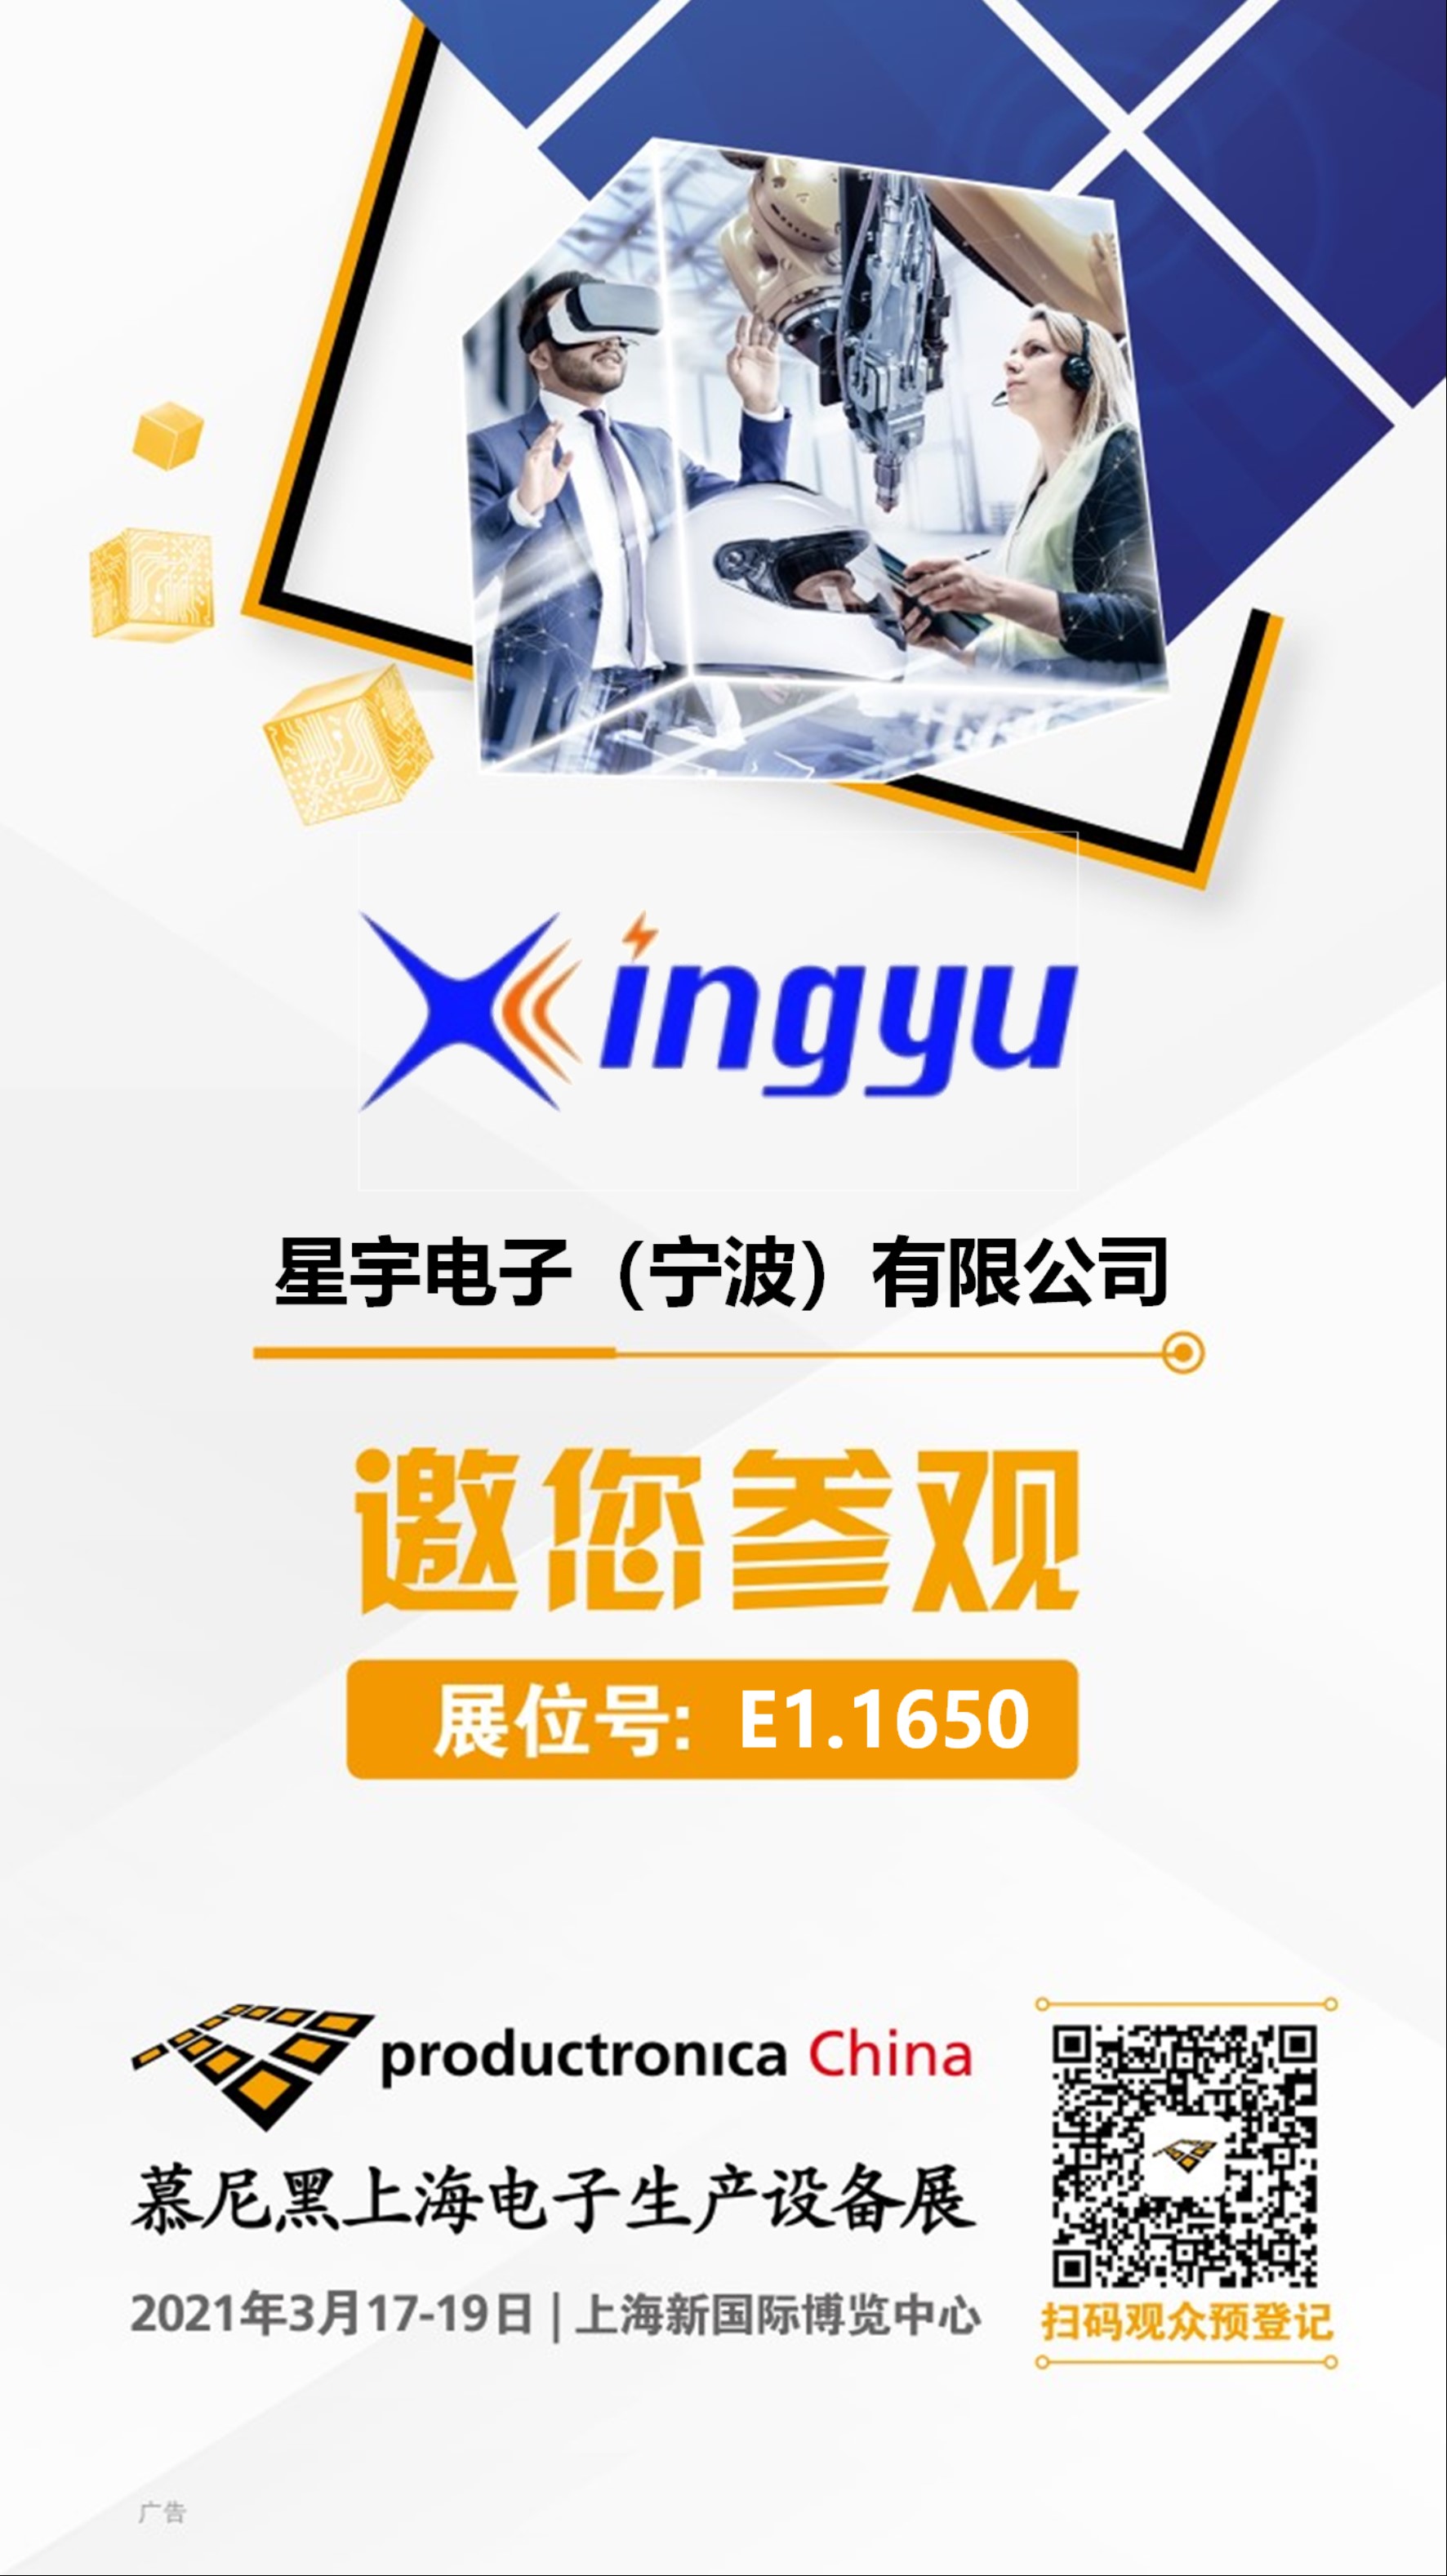 Xingyu
星宇电子（宁波）有限公司
邀您参观
展位号: E1.1650
productronica China
慕尼黑上海电子生产设备展
2021年3月17-19日 | 上海新国际博览中心
扫码观众预登记
广告